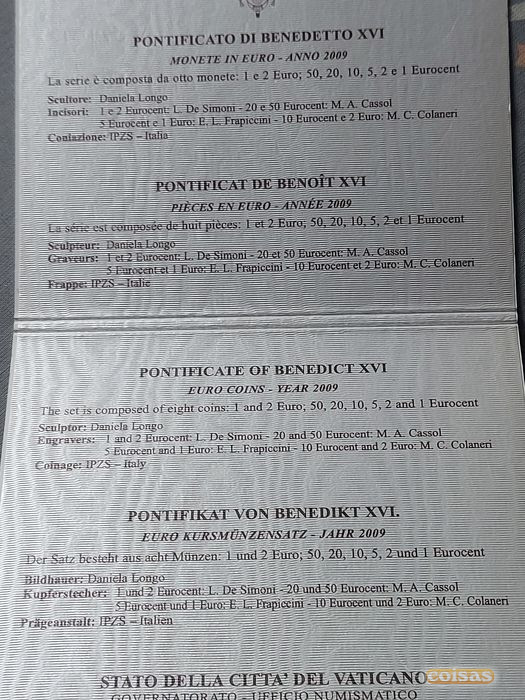 PONTIFICATO DI BENEDETTO XVI
MONETE IN EURO - ANNO 2009
La serie è composta da otto monete: 1 e 2 Euro; 50, 20, 10, 5, 2 e 1 Eurocent
Scultore: Daniela Longo
Incisori: 1 e 2 Eurocent: L. De Simoni - 20 e 50 Eurocent: M. A. Cassol
5 Eurocent e 1 Euro: E. L. Frapiccini - 10 Eurocent e 2 Euro: M. C. Colaneri
Coniazione: IPZS – Italia
PONTIFICAT DE BENOÎT XVI
PIÈCES EN EURO - ANNÉE 2009
La série est composée de huit pièces: 1 et 2 Euro; 50, 20, 10, 5, 2 et 1 Eurocent
Sculpteur: Daniela Longo
Graveurs: 1 et 2 Eurocent: L. De Simoni - 20 et 50 Eurocent: M. A. Cassol
5 Eurocent et 1 Euro: E. L. Frapiccini - 10 Eurocent et 2 Euro: M. C. Colaneri
Frappe: IPZS – Italie
PONTIFICATE OF BENEDICT XVI
EURO COINS - YEAR 2009
The set is composed of eight coins: 1 and 2 Euro; 50, 20, 10, 5, 2 and 1 Eurocent
Sculptor: Daniela Longo
Engravers: 1 and 2 Eurocent: L. De Simoni - 20 and 50 Eurocent: M. A. Cassol
5 Eurocent and 1 Euro: E. L. Frapiccini - 10 Eurocent and 2 Euro: M. C. Colaneri
Coinage: IPZS – Italy
PONTIFIKAT VON BENEDIKT XVI.
EURO KURSMÜNZENSATZ - JAHR 2009
Der Satz besteht aus acht Münzen: 1 und 2 Euro; 50, 20, 10, 5, 2 und 1 Eurocent
Bildhauer: Daniela Longo
Kupferstecher: 1 und 2 Eurocent: L. De Simoni - 20 und 50 Eurocent: M. A. Cassol
5 Eurocent und 1 Euro: E. L. Frapiccini - 10 Eurocent und 2 Euro: M. C. Colaneri
Prägeanstalt: IPZS – Italien
STATO DELLA CITTA' DEL VATICANO
coisas
GOVERNATORATO - UFFICIO NUMISMATICO